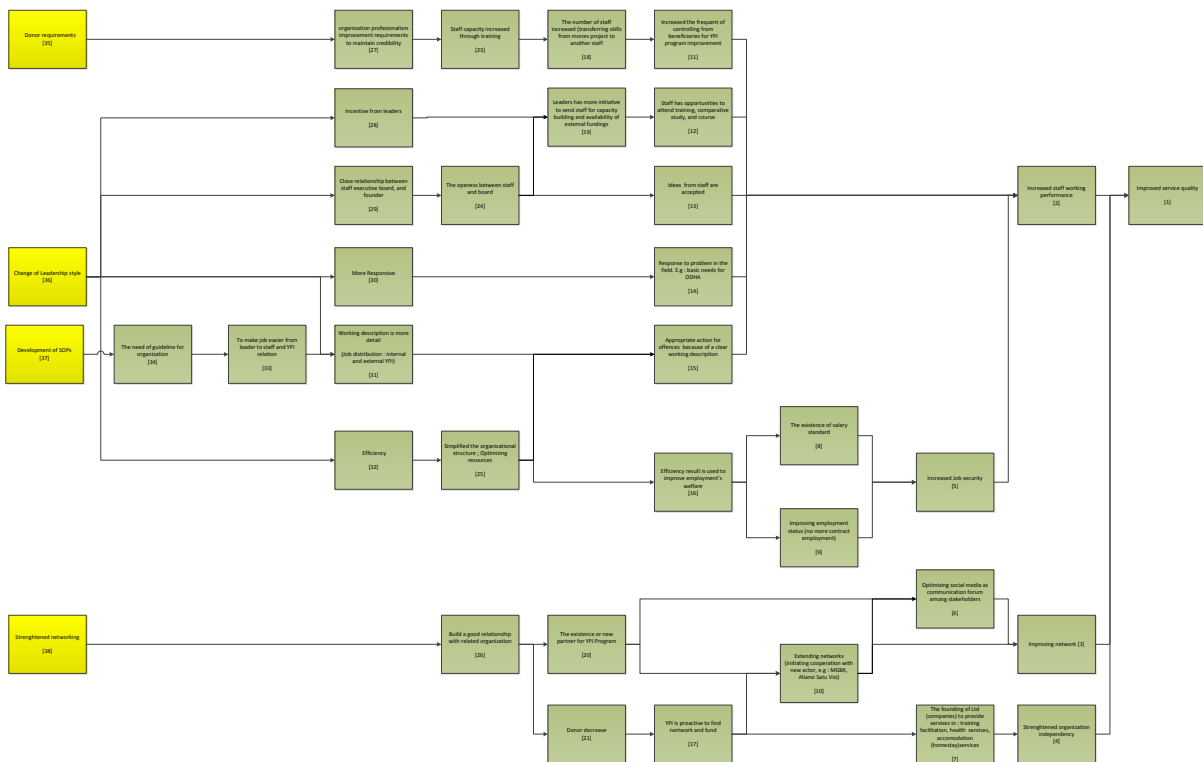 Donor requirements
[35]
organization profesionalism
improvement requirements
to maintain credibility
[27]
Staff capacity increased
through training
[23]
The number of staff
increased (transferring skills
from money project to
another staff
[18]
Increased the frequent of
controlling from
beneficiaries for YPI
program improvement
[11]
Incentive from leaders
[28]
Leaders has more initiative
to send staff for capacity
building and availability of
external fundings
[19]
Staff has opportunities to
attend training, comparative
study, and course
[12]
Close relationship between
staff executive board, and
founder
[29]
The openess between staff
and board
[24]
Ideas from staff are
accepted
[13]
Increased staff working
performance
[2]
Improved service quality
[1]
Change of Leadership style
[36]
More Responsive
[30]
Response to problem in the
field. E.g : basic needs for
ODHA
[14]
Development of SOPs
[37]
The need of guideline for
organization
[34]
To make job easier from
leader to staff and YPI
relation
[33]
Working description is more
detail
(Job distribution : internal
and external YPI)
[31]
Appropriate action for
offences because of a clear
working description
[15]
Efficiency
[32]
Simplified the organizational
structure ; Optimizing
resources
[25]
Efficiency result is used to
improve employment's
welfare
[16]
The existence of salary
standard
[8]
Improving employment
status (no more contract
employment)
[9]
Increased Job security
[5]
Strenghtened networking
[38]
Build a good relationship
with related organization
[26]
The existence or new
partner for YPI Program
[20]
Extending networks
(initiating cooperation with
new actor, e.g : MGBK,
Aliansi Satu Visi)
[10]
Optimizing social media as
communication forum
among stakeholders
[6]
Improving network [3]
Donor decrease
[21]
YPI is proactive to find
nertwork and fund
[17]
The founding of Ltd
(companies) to provide
servises in : training
facilitation, health services,
accomodation
(homestay)services
[7]
Strenghtened organization
independency
[4]